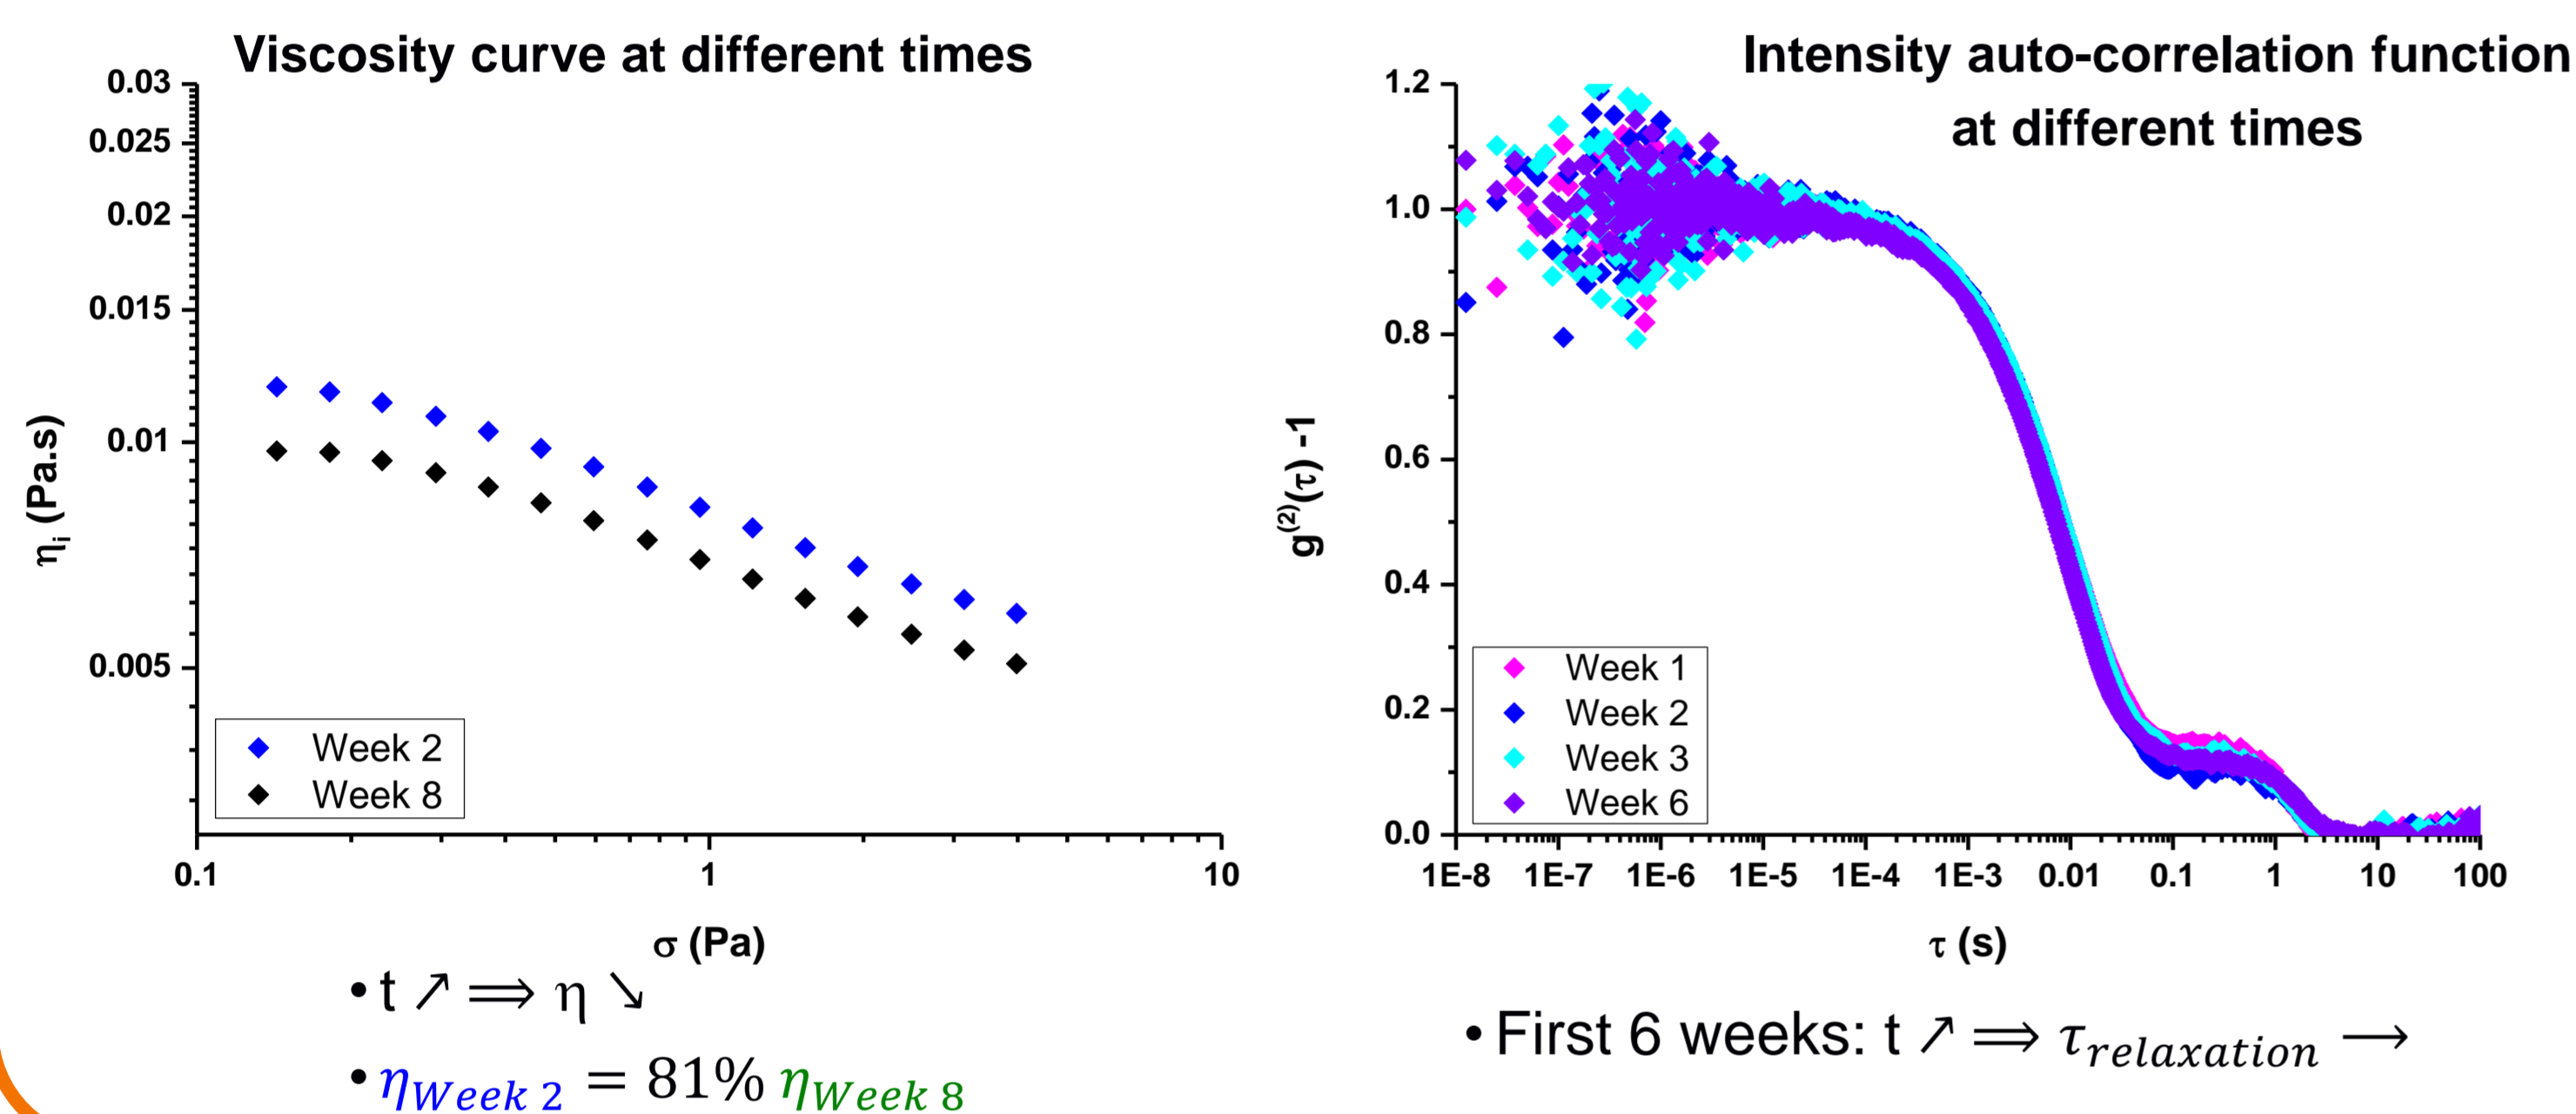 Viscosity curve at different times
0.03
0.025
0.02
0.015
0.01
0.005
ηi (Pa.s)
Week 2
Week 8
0.1 1 10
σ (Pa)
• t ↗ ⟹ η ↘
• ηWeek 2 = 81% ηWeek 8
Intensity auto-correlation function
at different times
1.2
1.0
0.8
0.6
0.4
0.2
0.0
g(2)(τ) -1
Week 1
Week 2
Week 3
Week 6
1E-8 1E-7 1E-6 1E-5 1E-4 1E-3 0.01 0.1 1 10 100
τ (s)
• First 6 weeks: t ↗ ⟹ τrelaxation →